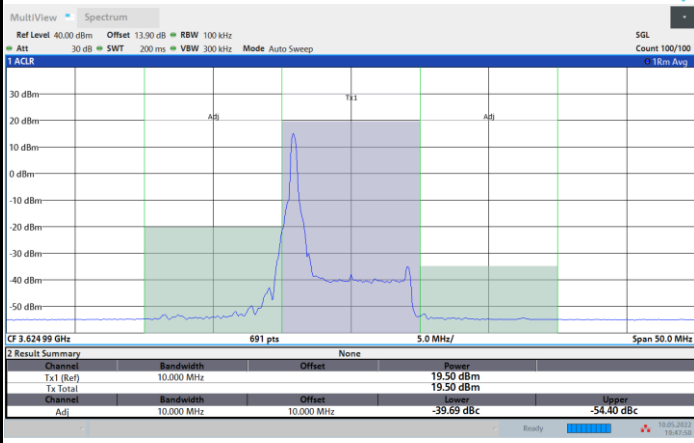 MultiView Spectrum
Ref Level 40.00 dBm Offset 13.90 dB RBW 100 kHz SGL
Att 30 dB SWT 200 ms VBW 300 kHz Mode Auto Sweep Count 100/100
1 ACLR 1Rm Avg
30 dBm
Tx1
20 dBm
Adj Adj
10 dBm
0 dBm
-10 dBm
-20 dBm
-30 dBm
-40 dBm
-50 dBm
CF 3.624 99 GHz 691 pts 5.0 MHz/ Span 50.0 MHz
2 Result Summary None
Channel Bandwidth Offset Power
Tx1 (Ref) 10.000 MHz 19.50 dBm
Tx Total 19.50 dBm
Channel Bandwidth Offset Lower Upper
Adj 10.000 MHz 10.000 MHz -39.69 dBc -54.40 dBc
Ready 10.05.2022
19:47:50